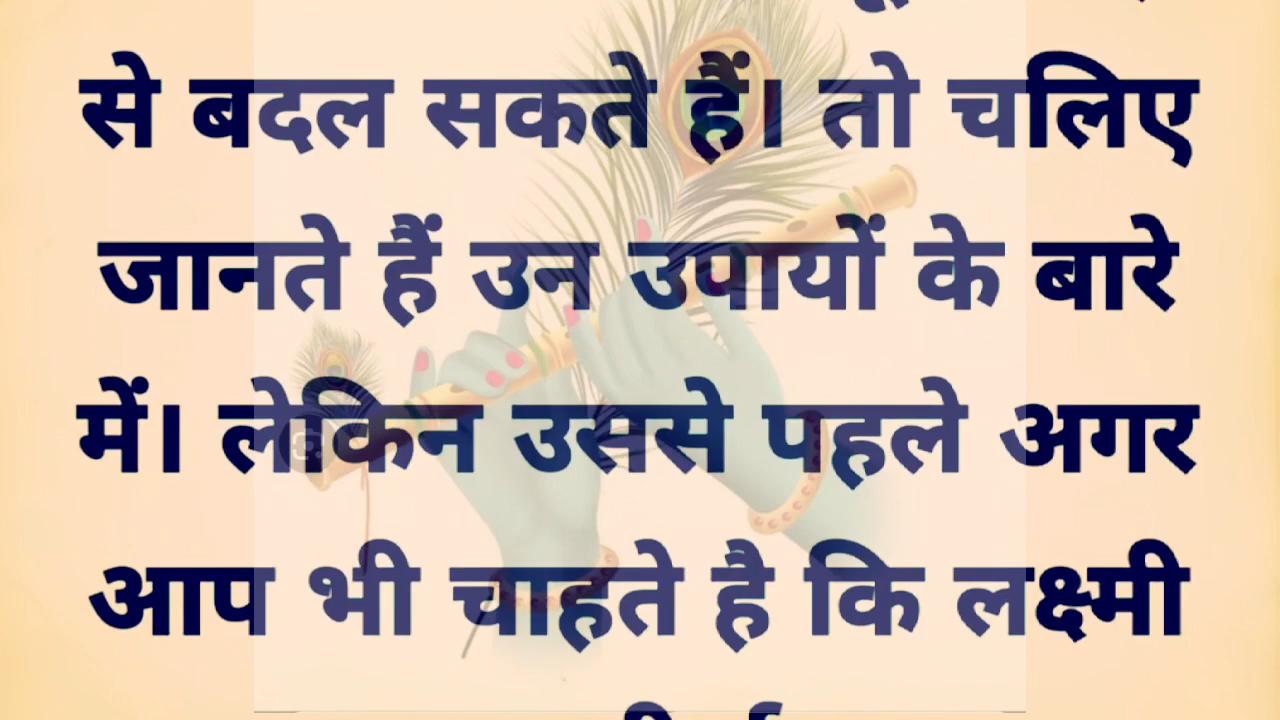 से बदल सकते हैं। तो चलिए
जानते हैं उन उपायों के बारे
में। लेकिन उससे पहले अगर
आप भी चाहते है कि लक्ष्मी